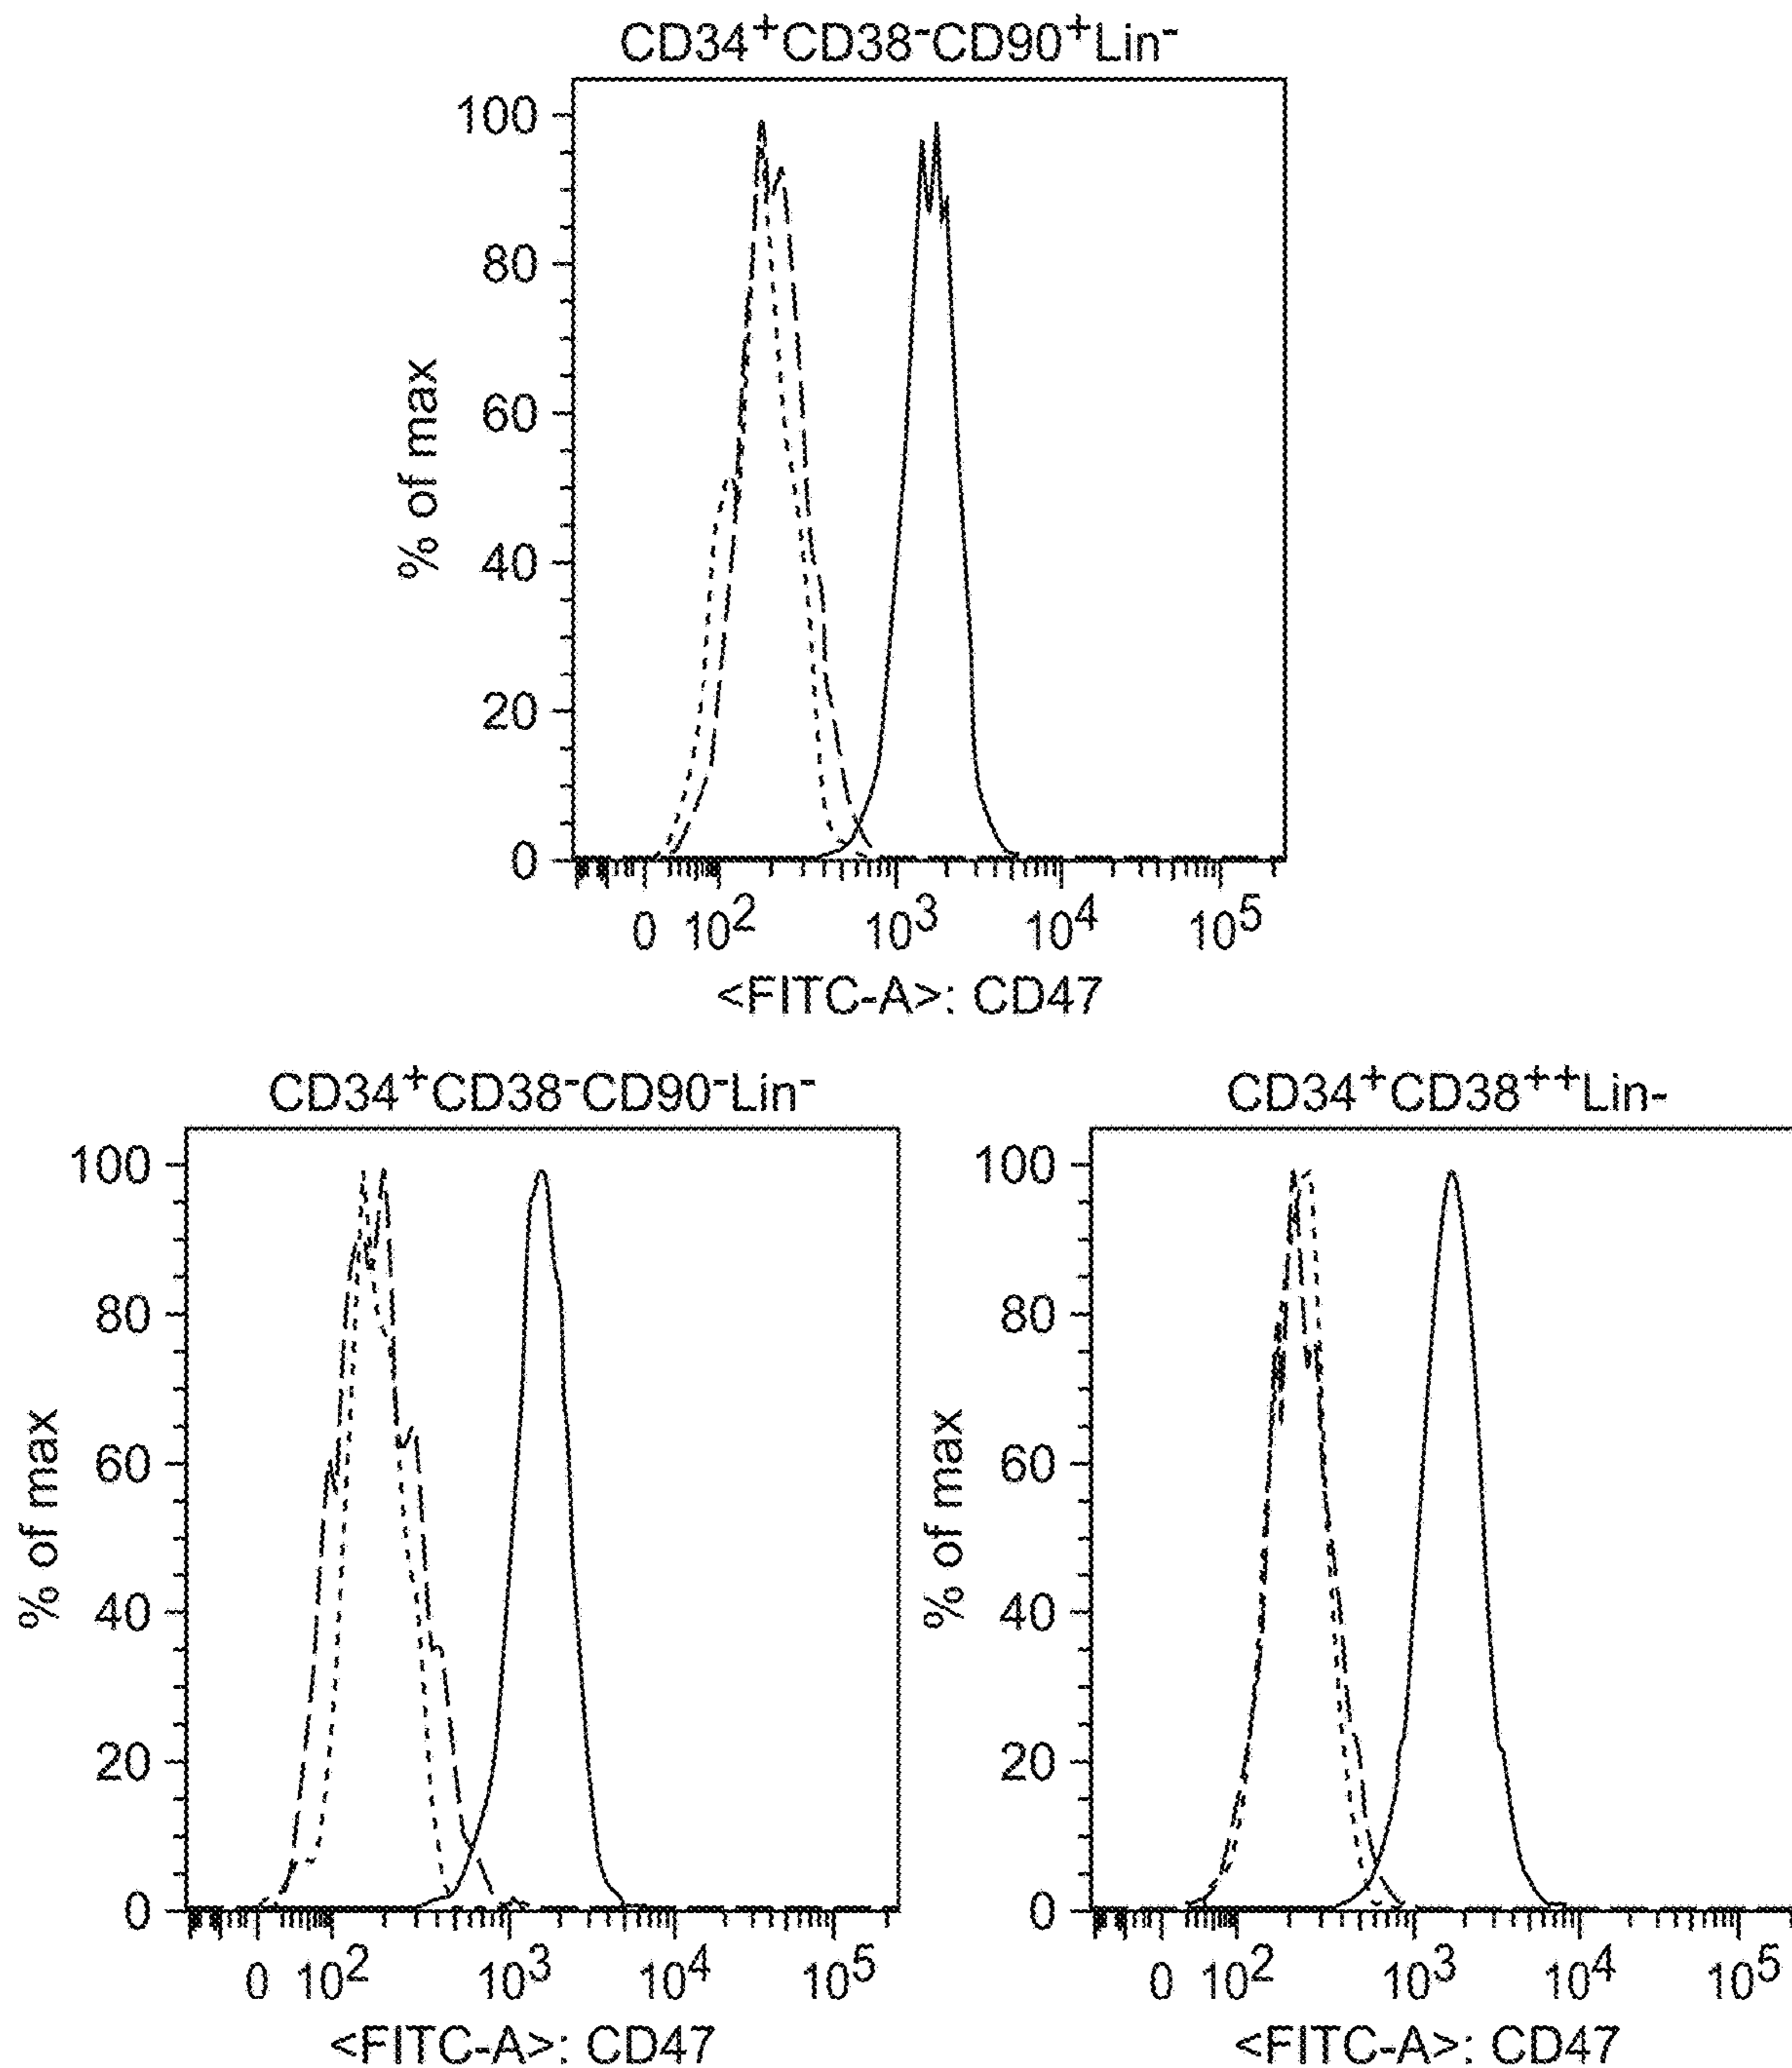 CD34⁺CD38⁻CD90⁺Lin⁻
100
80
60
40
20
0
% of max
0 10² 10³ 10⁴ 10⁵
<FITC-A>: CD47
CD34⁺CD38⁻CD90⁻Lin⁻
100
80
60
40
20
0
% of max
0 10² 10³ 10⁴ 10⁵
<FITC-A>: CD47
CD34⁺CD38⁺⁺Lin-
100
80
60
40
20
0
% of max
0 10² 10³ 10⁴ 10⁵
<FITC-A>: CD47